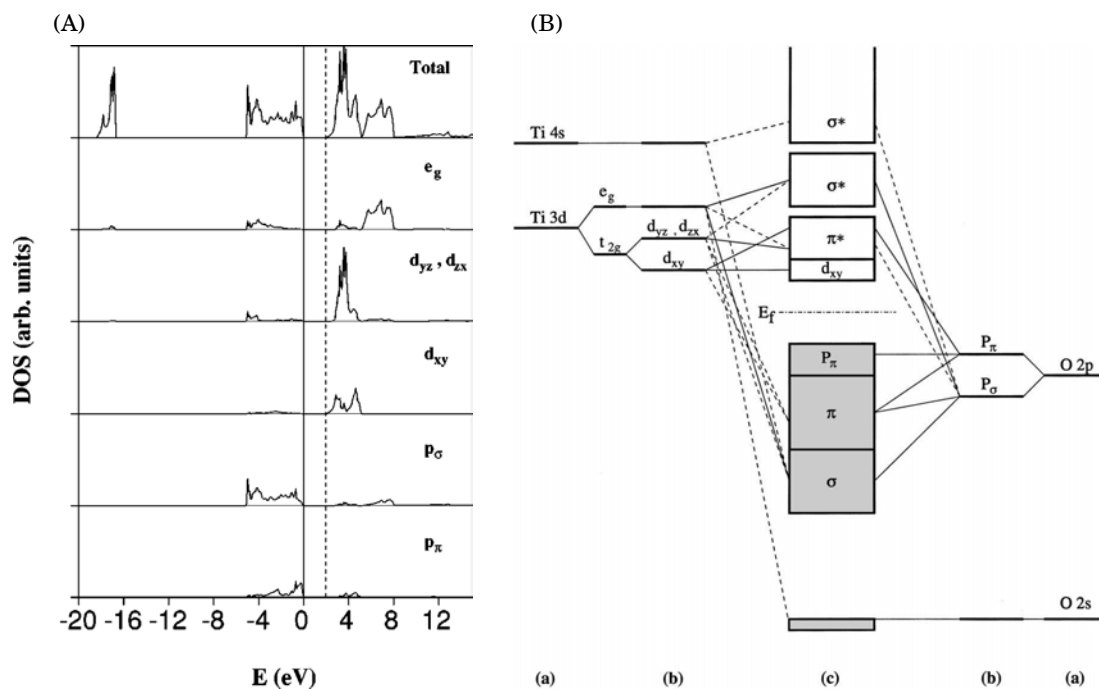 (A)
Total
e_g
d_yz , d_zx
d_xy
p_σ
p_π
DOS (arb. units)
-20 -16 -12 -8 -4 0 4 8 12
E (eV)
(B)
Ti 4s
Ti 3d
e_g
t_2g
d_yz , d_zx
d_xy
σ*
σ*
π*
d_xy
E_f
P_π
π
σ
P_π
P_σ
O 2p
O 2s
(a) (b) (c) (b) (a)